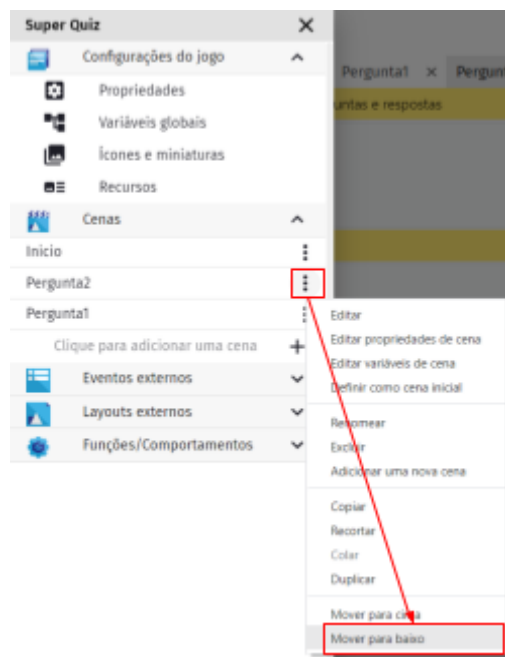 Super Quiz
Configurações do jogo
Pergunta1 × Pergun
Propriedades
untas e respostas
Variáveis globais
Ícones e miniaturas
Recursos
Cenas
Inicio
Pergunta2
Pergunta1
Editar
Clique para adicionar uma cena
Editar propriedades de cena
Editar variáveis de cena
Eventos externos
Definir como cena inicial
Layouts externos
Renomear
Funções/Comportamentos
Excluir
Adicionar uma nova cena
Copiar
Recortar
Colar
Duplicar
Mover para cima
Mover para baixo